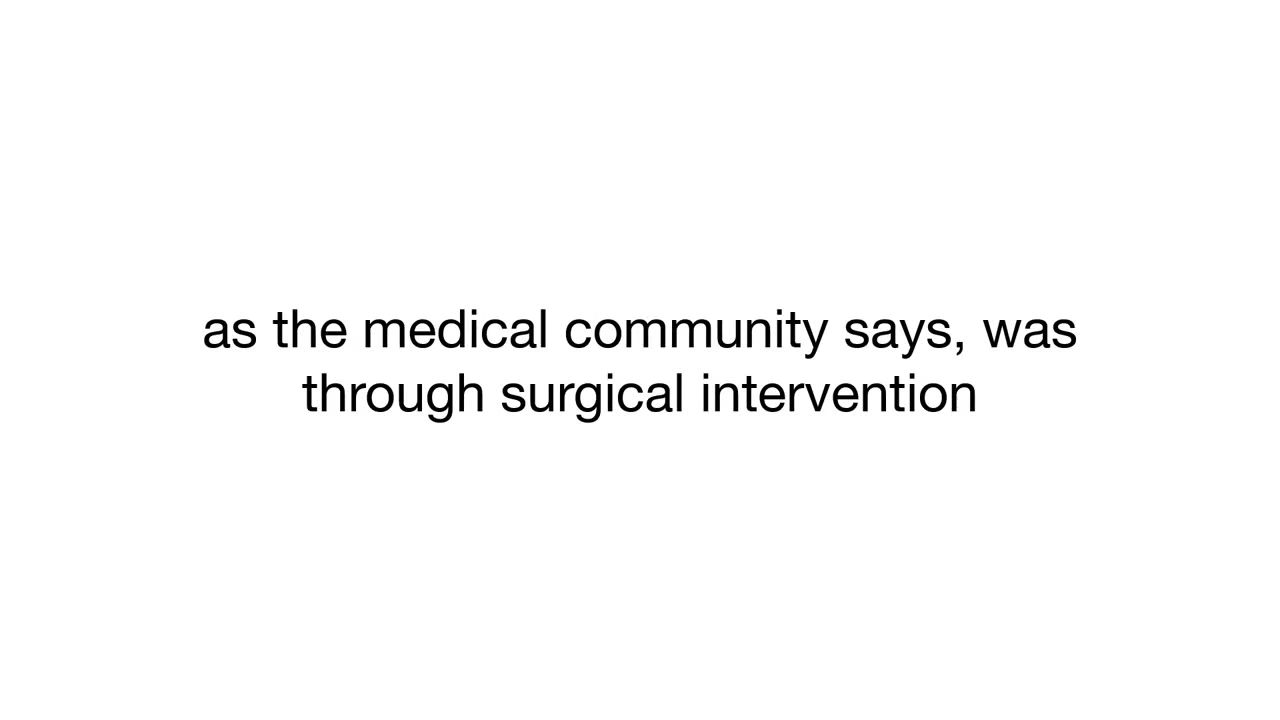 as the medical community says, was
through surgical intervention